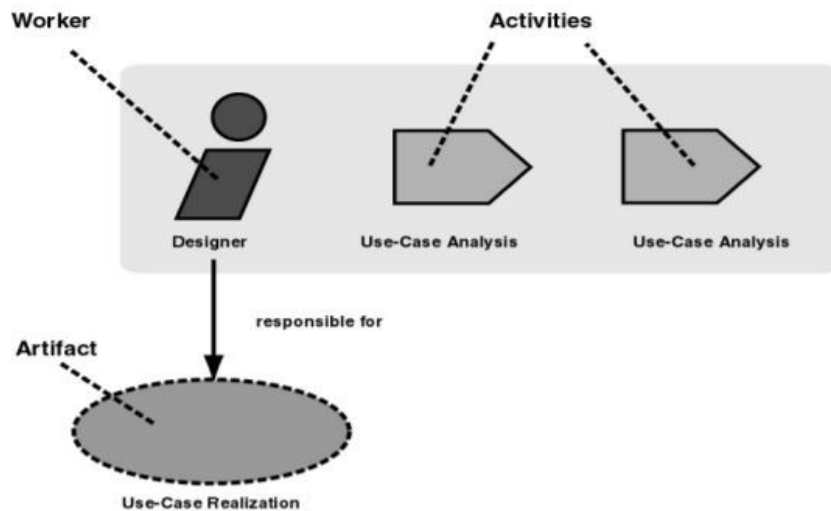 Worker
Activities
Designer
Use-Case Analysis
Use-Case Analysis
responsible for
Artifact
Use-Case Realization